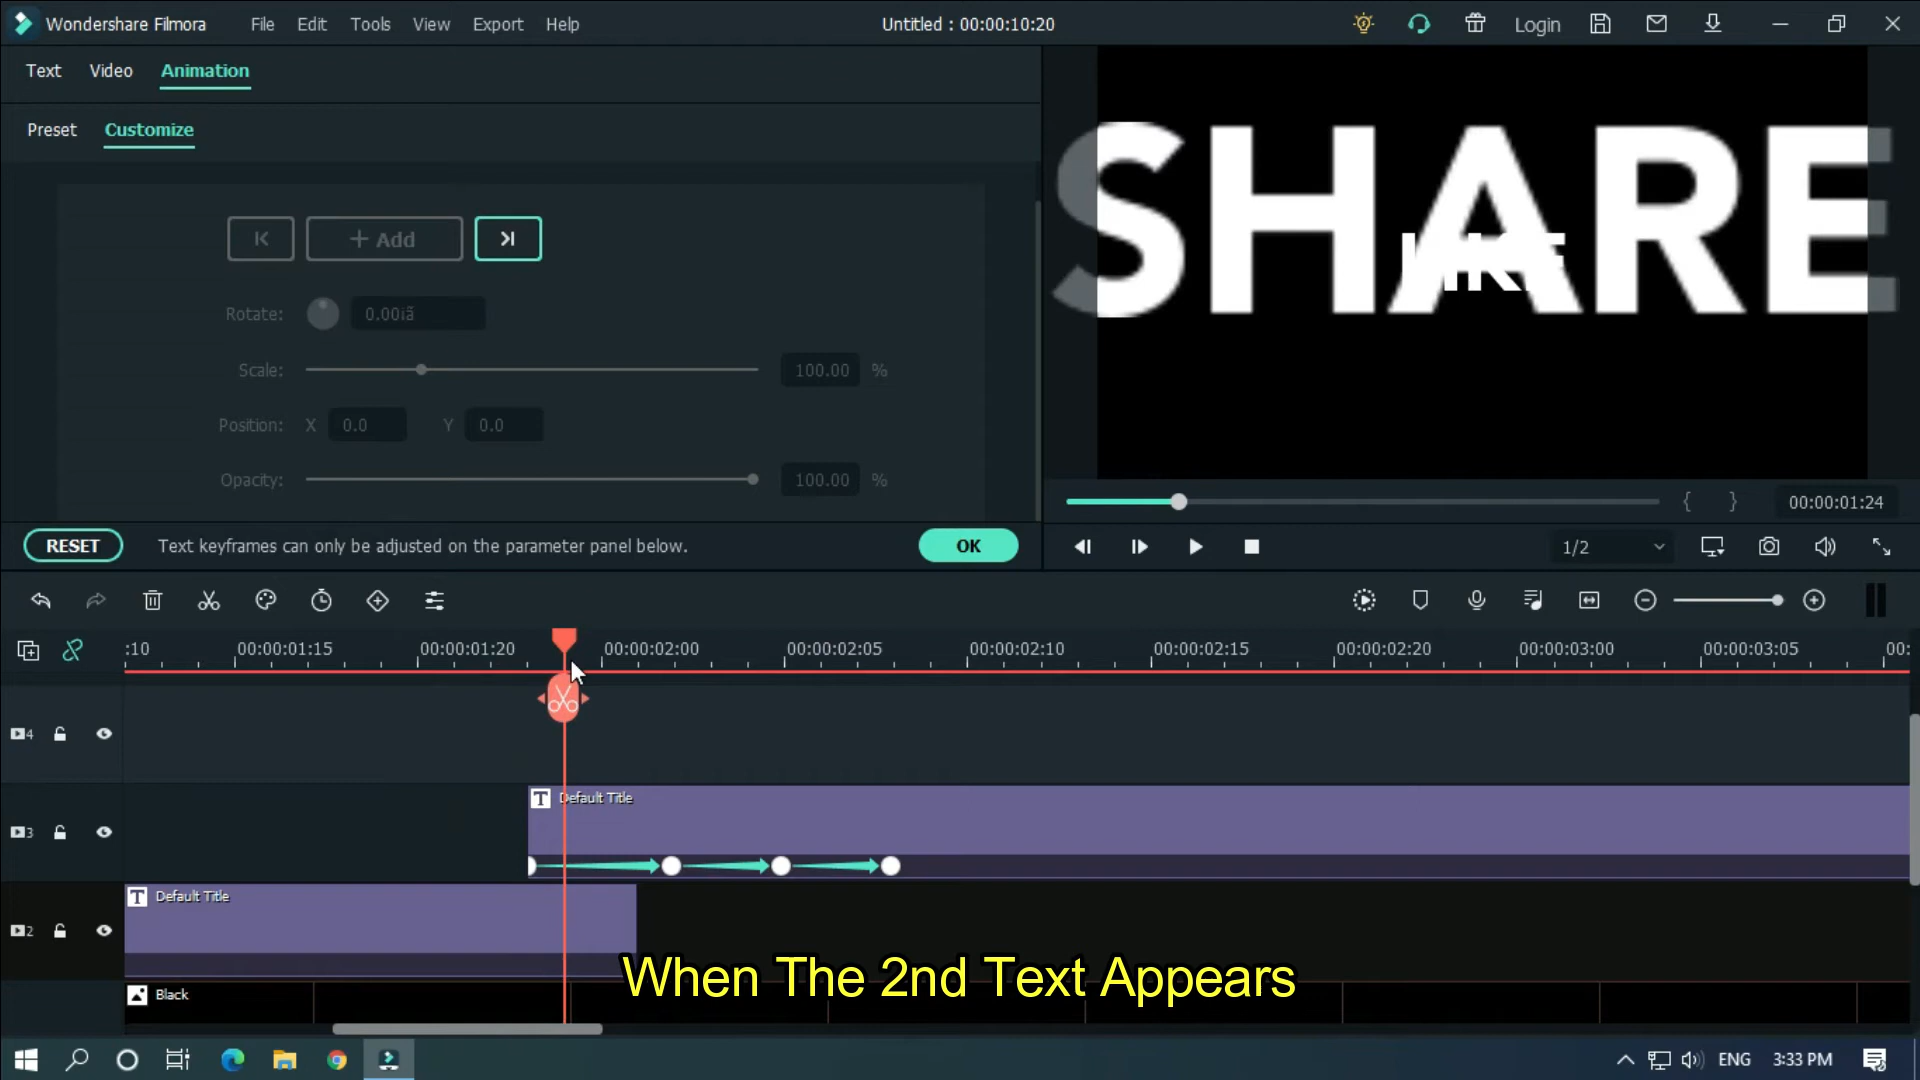 Wondershare Filmora File Edit Tools View Export Help Untitled : 00:00:10:20 Login
Text Video Animation
Preset Customize
SHARE
LIKE
+ Add
Rotate: 0.00iã
Scale: 100.00 %
Position: X 0.0 Y 0.0
Opacity: 100.00 %
{ } 00:00:01:24
RESET Text keyframes can only be adjusted on the parameter panel below. OK
1/2
:10 00:00:01:15 00:00:01:20 00:00:02:00 00:00:02:05 00:00:02:10 00:00:02:15 00:00:02:20 00:00:03:00 00:00:03:05 00:
4
T Default Title
3
T Default Title
2
When The 2nd Text Appears
Black
ENG 3:33 PM